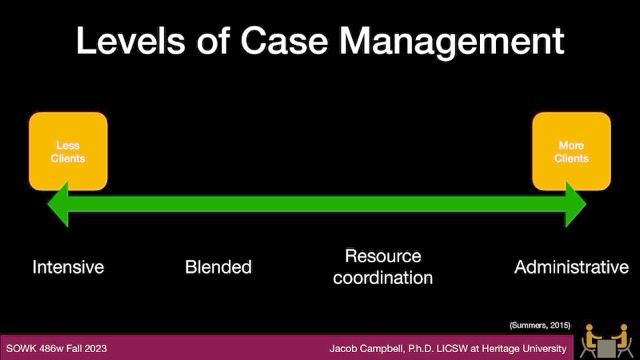 Levels of Case Management
Less
Clients
More
Clients
Intensive
Blended
Resource
coordination
Administrative
(Summers, 2015)
SOWK 486w Fall 2023
Jacob Campbell, Ph.D. LICSW at Heritage University